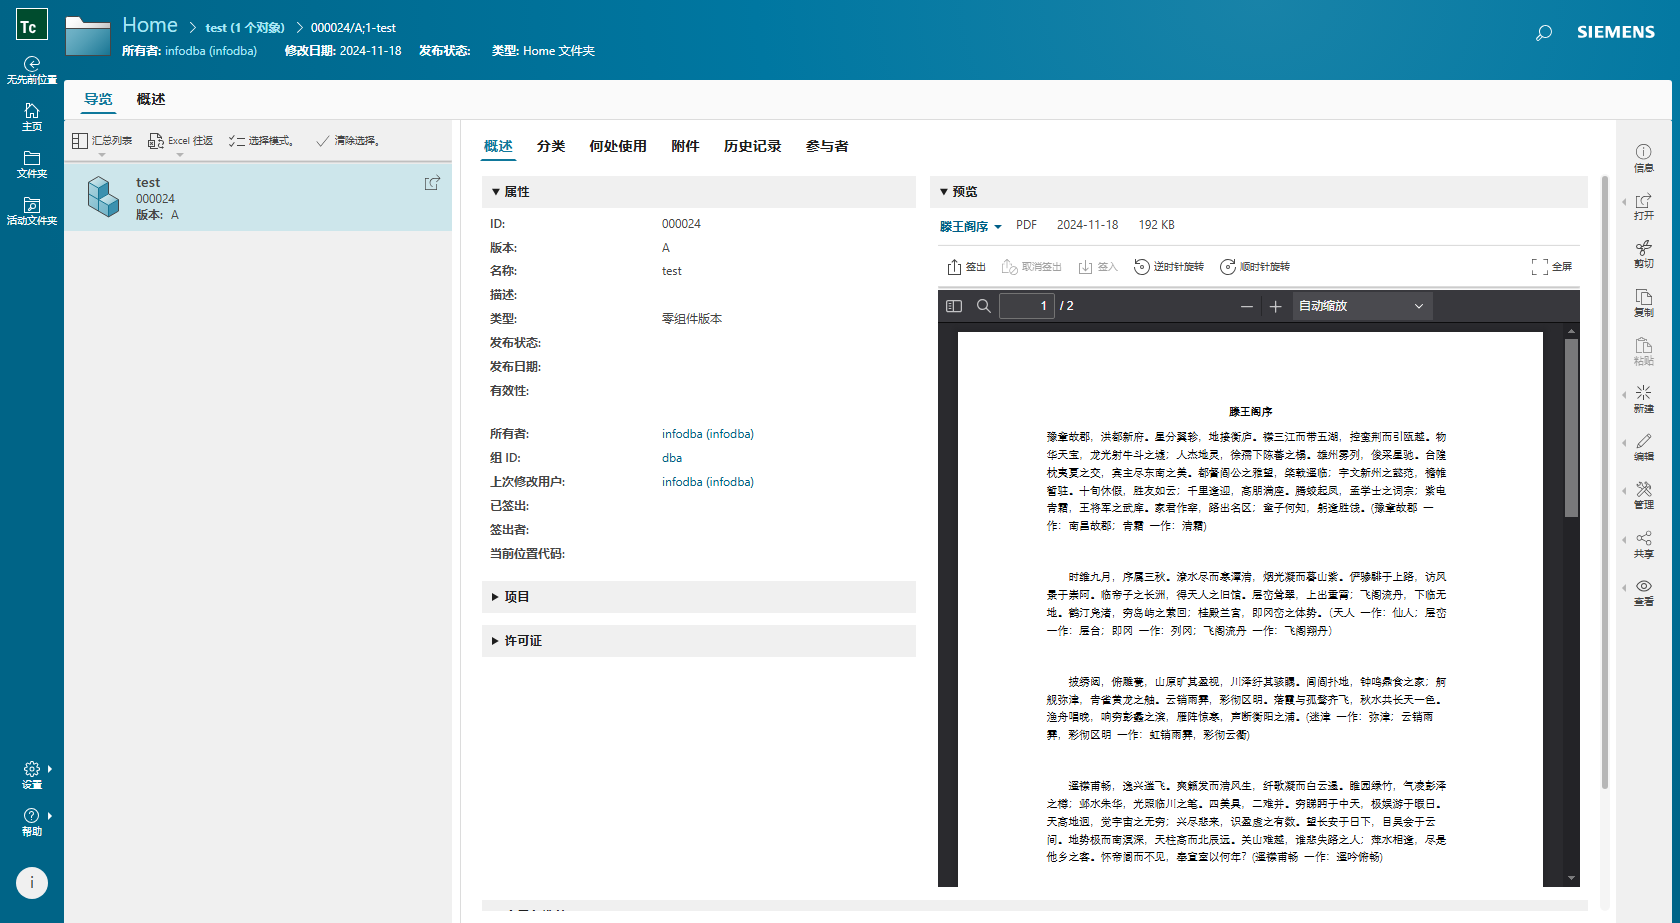 Tc
Home > test (1 个对象) > 000024/A;1-test
所有者: infodba (infodba) 修改日期: 2024-11-18 发布状态: 类型: Home 文件夹
SIEMENS
无先前位置
主页
文件夹
活动文件夹
设置
帮助
导览 概述
汇总列表 Excel 往返 选择模式。 清除选择。
test
000024
版本: A
概述 分类 何处使用 附件 历史记录 参与者
属性
ID: 000024
版本: A
名称: test
描述:
类型: 零组件版本
发布状态:
发布日期:
有效性:
所有者: infodba (infodba)
组 ID: dba
上次修改用户: infodba (infodba)
已签出:
签出者:
当前位置代码:
项目
许可证
预览
滕王阁序 PDF 2024-11-18 192 KB
签出 取消签出 签入 逆时针旋转 顺时针旋转 全屏
1 / 2 自动缩放
滕王阁序
豫章故郡，洪都新府。星分翼轸，地接衡庐。襟三江而带五湖，控蛮荆而引瓯越。物
华天宝，龙光射牛斗之墟；人杰地灵，徐孺下陈蕃之榻。雄州雾列，俊采星驰。台隍
枕夷夏之交，宾主尽东南之美。都督阎公之雅望，棨戟遥临；宇文新州之懿范，襜帷
暂驻。十旬休假，胜友如云；千里逢迎，高朋满座。腾蛟起凤，孟学士之词宗；紫电
青霜，王将军之武库。家君作宰，路出名区；童子何知，躬逢胜饯。(豫章故郡 一
作：南昌故郡；青霜 一作：清霜)
时维九月，序属三秋。潦水尽而寒潭清，烟光凝而暮山紫。俨骖騑于上路，访风
景于崇阿。临帝子之长洲，得天人之旧馆。层峦耸翠，上出重霄；飞阁流丹，下临无
地。鹤汀凫渚，穷岛屿之萦回；桂殿兰宫，即冈峦之体势。(天人 一作：仙人；层峦
一作：层台；即冈 一作：列冈；飞阁流丹 一作：飞阁翔丹)
披绣闼，俯雕甍，山原旷其盈视，川泽纡其骇瞩。闾阎扑地，钟鸣鼎食之家；舸
舰弥津，青雀黄龙之舳。云销雨霁，彩彻区明。落霞与孤鹜齐飞，秋水共长天一色。
渔舟唱晚，响穷彭蠡之滨，雁阵惊寒，声断衡阳之浦。(迷津 一作：弥津；云销雨
霁，彩彻区明 一作：虹销雨霁，彩彻云衢)
遥襟甫畅，逸兴遄飞。爽籁发而清风生，纤歌凝而白云遏。睢园绿竹，气凌彭泽
之樽；邺水朱华，光照临川之笔。四美具，二难并。穷睇眄于中天，极娱游于暇日。
天高地迥，觉宇宙之无穷；兴尽悲来，识盈虚之有数。望长安于日下，目吴会于云
间。地势极而南溟深，天柱高而北辰远。关山难越，谁悲失路之人；萍水相逢，尽是
他乡之客。怀帝阍而不见，奉宣室以何年？(遥襟甫畅 一作：遥吟俯畅)
信息
打开
剪切
复制
粘贴
新建
编辑
管理
共享
查看